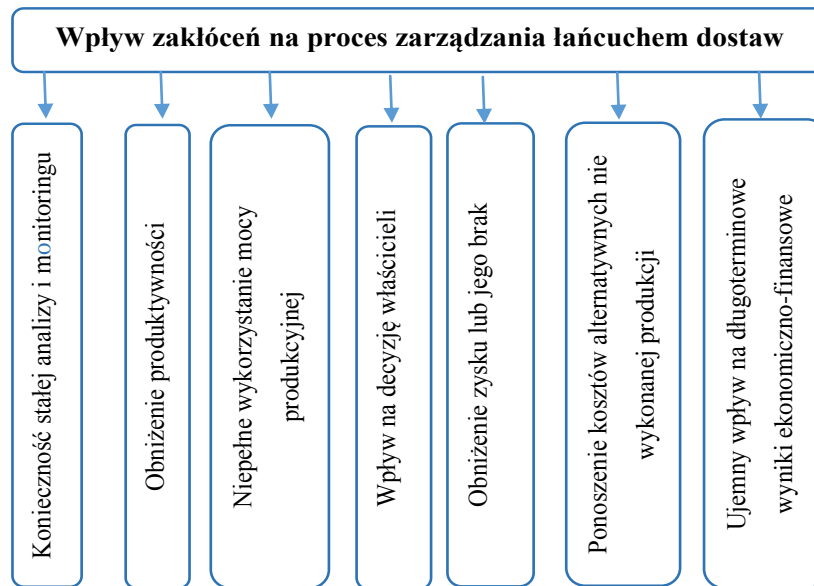 Wpływ zakłóceń na proces zarządzania łańcuchem dostaw
Konieczność stałej analizy i monitoringu
Obniżenie produktywności
Niepełne wykorzystanie mocy
produkcyjnej
Wpływ na decyzję właścicieli
Obniżenie zysku lub jego brak
Ponoszenie kosztów alternatywnych nie
wykonanej produkcji
Ujemny wpływ na długoterminowe
wyniki ekonomiczno-finansowe